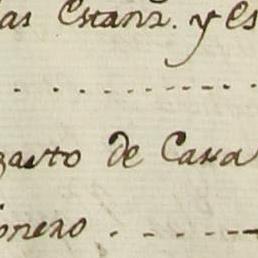 as Estanz. y Es
gasto de Casa
onero